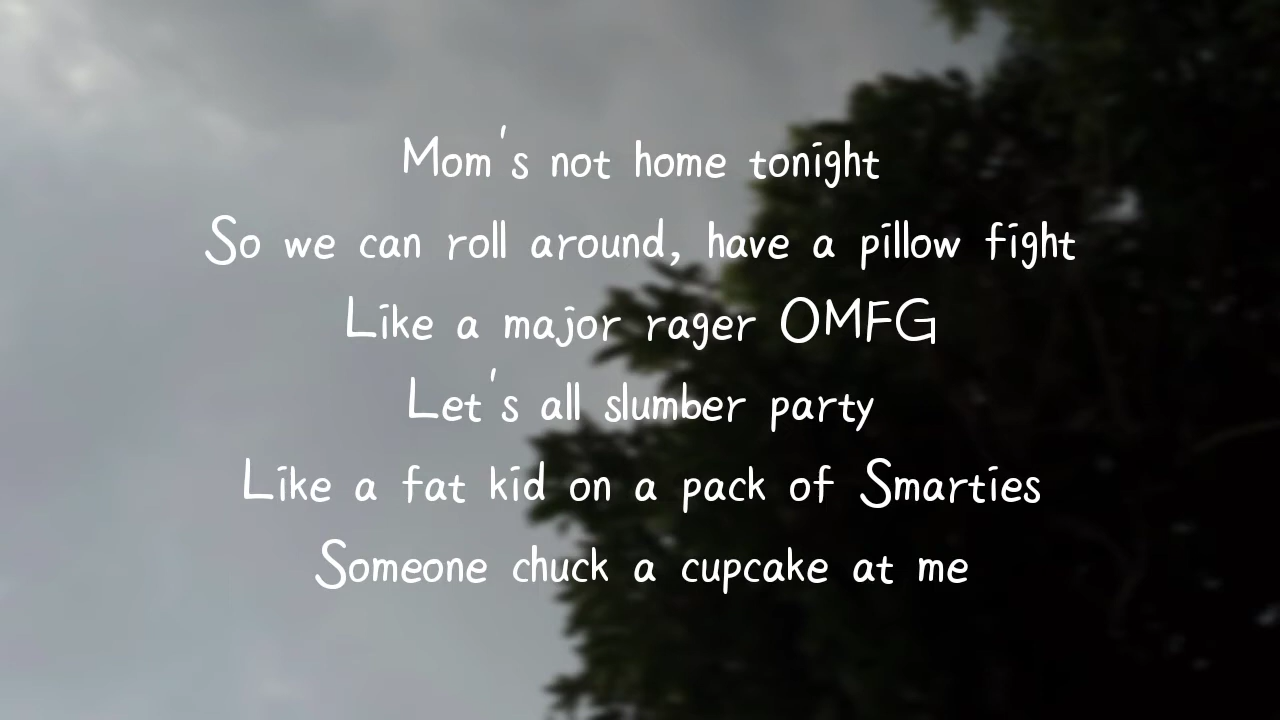 Mom's not home tonight
So we can roll around, have a pillow fight
Like a major rager OMFG
Let's all slumber party
Like a fat kid on a pack of Smarties
Someone chuck a cupcake at me